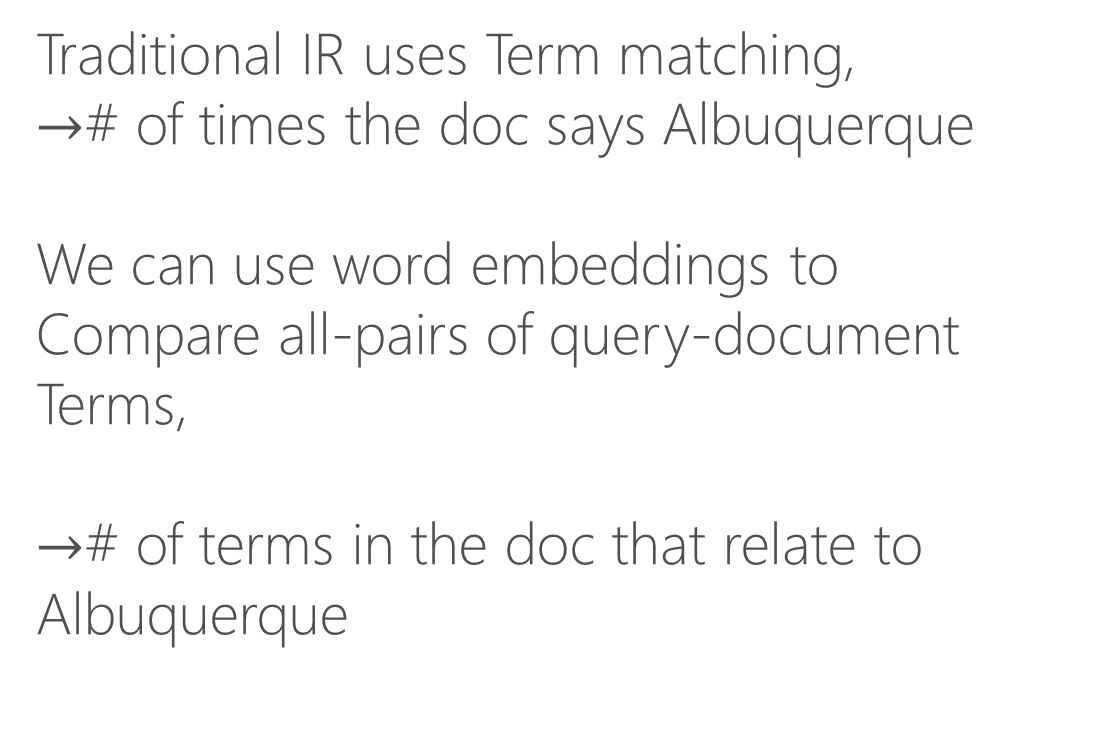 Traditional IR uses Term matching,
→# of times the doc says Albuquerque
We can use word embeddings to
Compare all-pairs of query-document
Terms,
→# of terms in the doc that relate to
Albuquerque